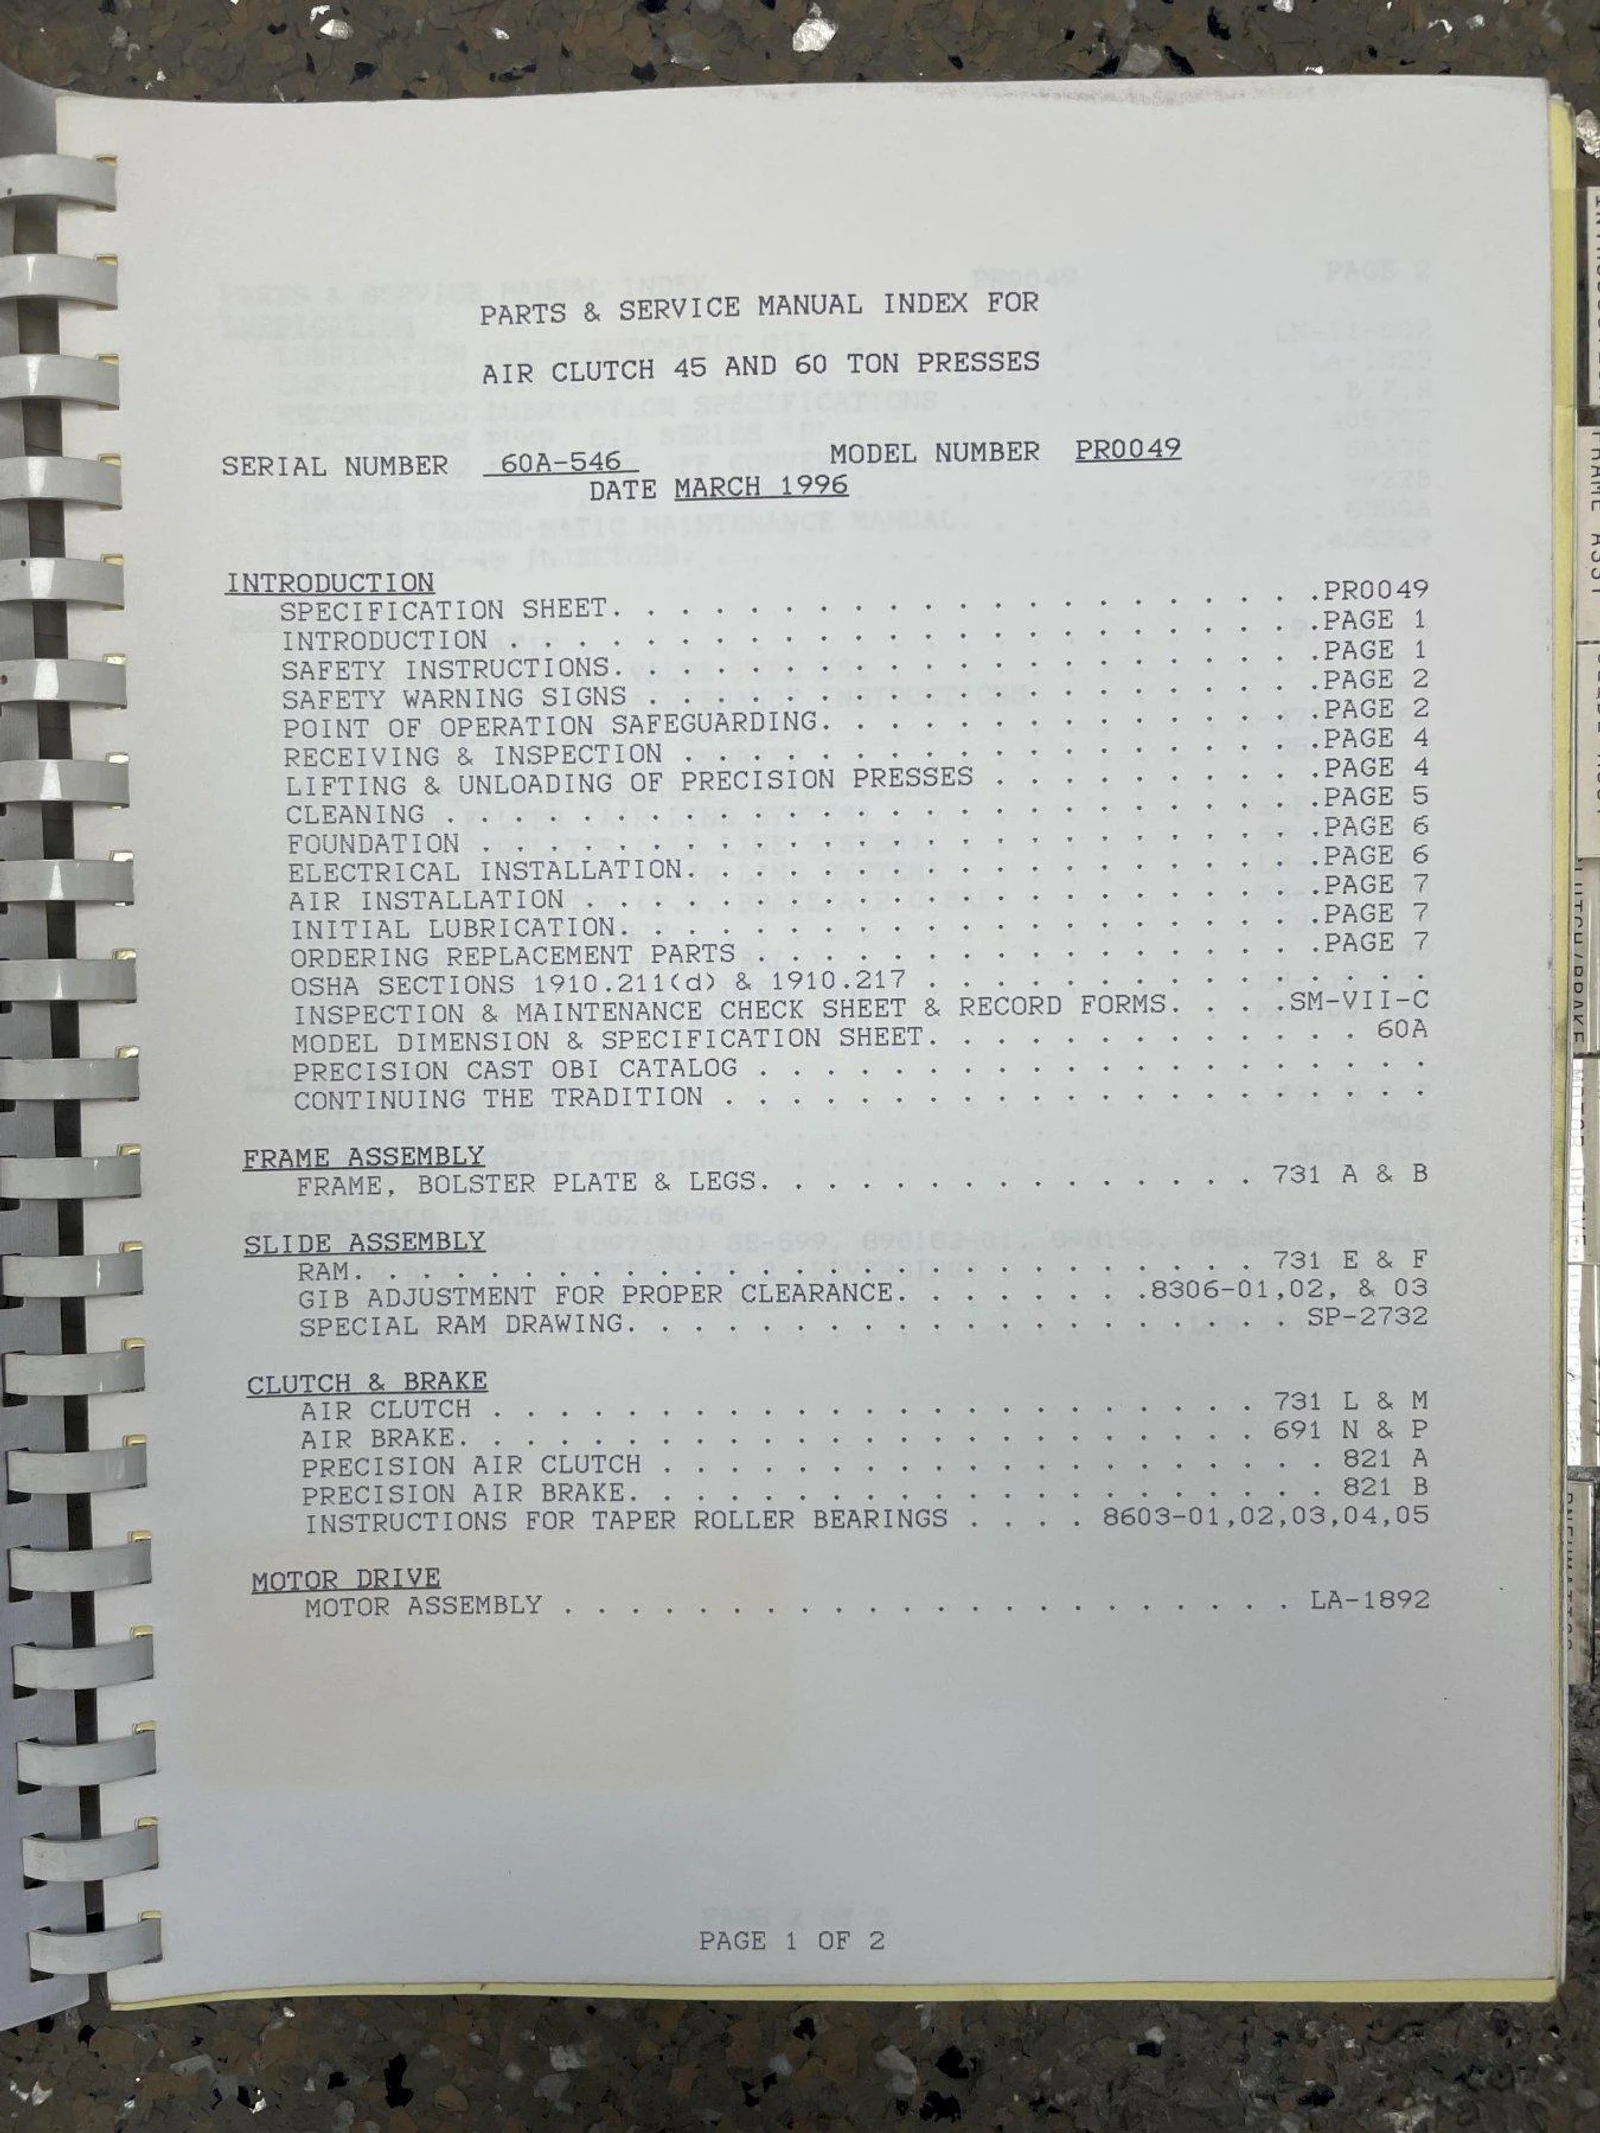 PARTS & SERVICE MANUAL INDEX FOR
AIR CLUTCH 45 AND 60 TON PRESSES
SERIAL NUMBER 60A-546 MODEL NUMBER PR0049
DATE MARCH 1996
INTRODUCTION
SPECIFICATION SHEET. . . . . . . . . . . . . . . . . . . . .PR0049
INTRODUCTION . . . . . . . . . . . . . . . . . . . . . . . .PAGE 1
SAFETY INSTRUCTIONS. . . . . . . . . . . . . . . . . . . . .PAGE 1
SAFETY WARNING SIGNS . . . . . . . . . . . . . . . . . . . .PAGE 2
POINT OF OPERATION SAFEGUARDING. . . . . . . . . . . . . . .PAGE 2
RECEIVING & INSPECTION . . . . . . . . . . . . . . . . . . .PAGE 4
LIFTING & UNLOADING OF PRECISION PRESSES . . . . . . . . . .PAGE 4
CLEANING . . . . . . . . . . . . . . . . . . . . . . . . . .PAGE 5
FOUNDATION . . . . . . . . . . . . . . . . . . . . . . . . .PAGE 6
ELECTRICAL INSTALLATION. . . . . . . . . . . . . . . . . . .PAGE 6
AIR INSTALLATION . . . . . . . . . . . . . . . . . . . . . .PAGE 7
INITIAL LUBRICATION. . . . . . . . . . . . . . . . . . . . .PAGE 7
ORDERING REPLACEMENT PARTS . . . . . . . . . . . . . . . . .PAGE 7
OSHA SECTIONS 1910.211(d) & 1910.217 . . . . . . . . . . . . . . .
INSPECTION & MAINTENANCE CHECK SHEET & RECORD FORMS. . . .SM-VII-C
MODEL DIMENSION & SPECIFICATION SHEET. . . . . . . . . . . . . 60A
PRECISION CAST OBI CATALOG . . . . . . . . . . . . . . . . . . . .
CONTINUING THE TRADITION . . . . . . . . . . . . . . . . . . . . .
FRAME ASSEMBLY
FRAME, BOLSTER PLATE & LEGS. . . . . . . . . . . . . . . 731 A & B
SLIDE ASSEMBLY
RAM. . . . . . . . . . . . . . . . . . . . . . . . . . . 731 E & F
GIB ADJUSTMENT FOR PROPER CLEARANCE. . . . . . . .8306-01,02, & 03
SPECIAL RAM DRAWING. . . . . . . . . . . . . . . . . . . . SP-2732
CLUTCH & BRAKE
AIR CLUTCH . . . . . . . . . . . . . . . . . . . . . . . 731 L & M
AIR BRAKE. . . . . . . . . . . . . . . . . . . . . . . . 691 N & P
PRECISION AIR CLUTCH . . . . . . . . . . . . . . . . . . . . 821 A
PRECISION AIR BRAKE. . . . . . . . . . . . . . . . . . . . . 821 B
INSTRUCTIONS FOR TAPER ROLLER BEARINGS . . . . 8603-01,02,03,04,05
MOTOR DRIVE
MOTOR ASSEMBLY . . . . . . . . . . . . . . . . . . . . . . LA-1892
PAGE 1 OF 2
FRAME ASSY
CLUTCH/BRAKE
MOTOR DRIVE